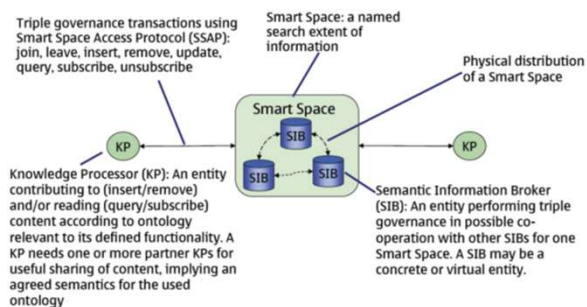 Triple governance transactions using
Smart Space Access Protocol (SSAP):
join, leave, insert, remove, update,
query, subscribe, unsubscribe
Smart Space: a named
search extent of
information
Physical distribution
of a Smart Space
Smart Space
SIB
SIB
SIB
KP
KP
Knowledge Processor (KP): An entity
contributing to (insert/remove)
and/or reading (query/subscribe)
content according to ontology
relevant to its defined functionality. A
KP needs one or more partner KPs for
useful sharing of content, implying an
agreed semantics for the used
ontology
Semantic Information Broker
(SIB): An entity performing triple
governance in possible co-
operation with other SIBs for one
Smart Space. A SIB may be a
concrete or virtual entity.